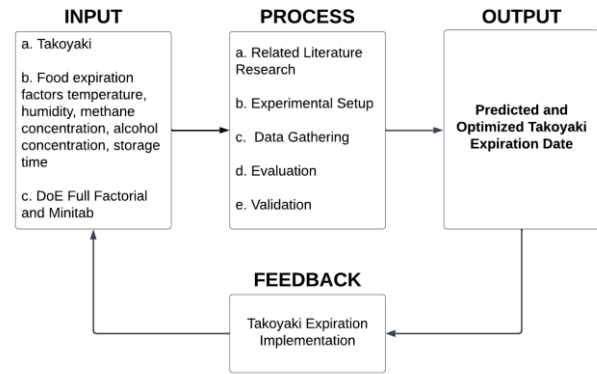 INPUT
a. Takoyaki
b. Food expiration
factors temperature,
humidity, methane
concentration, alcohol
concentration, storage
time
c. DoE Full Factorial
and Minitab
PROCESS
a. Related Literature
Research
b. Experimental Setup
c. Data Gathering
d. Evaluation
e. Validation
OUTPUT
Predicted and
Optimized Takoyaki
Expiration Date
FEEDBACK
Takoyaki Expiration
Implementation